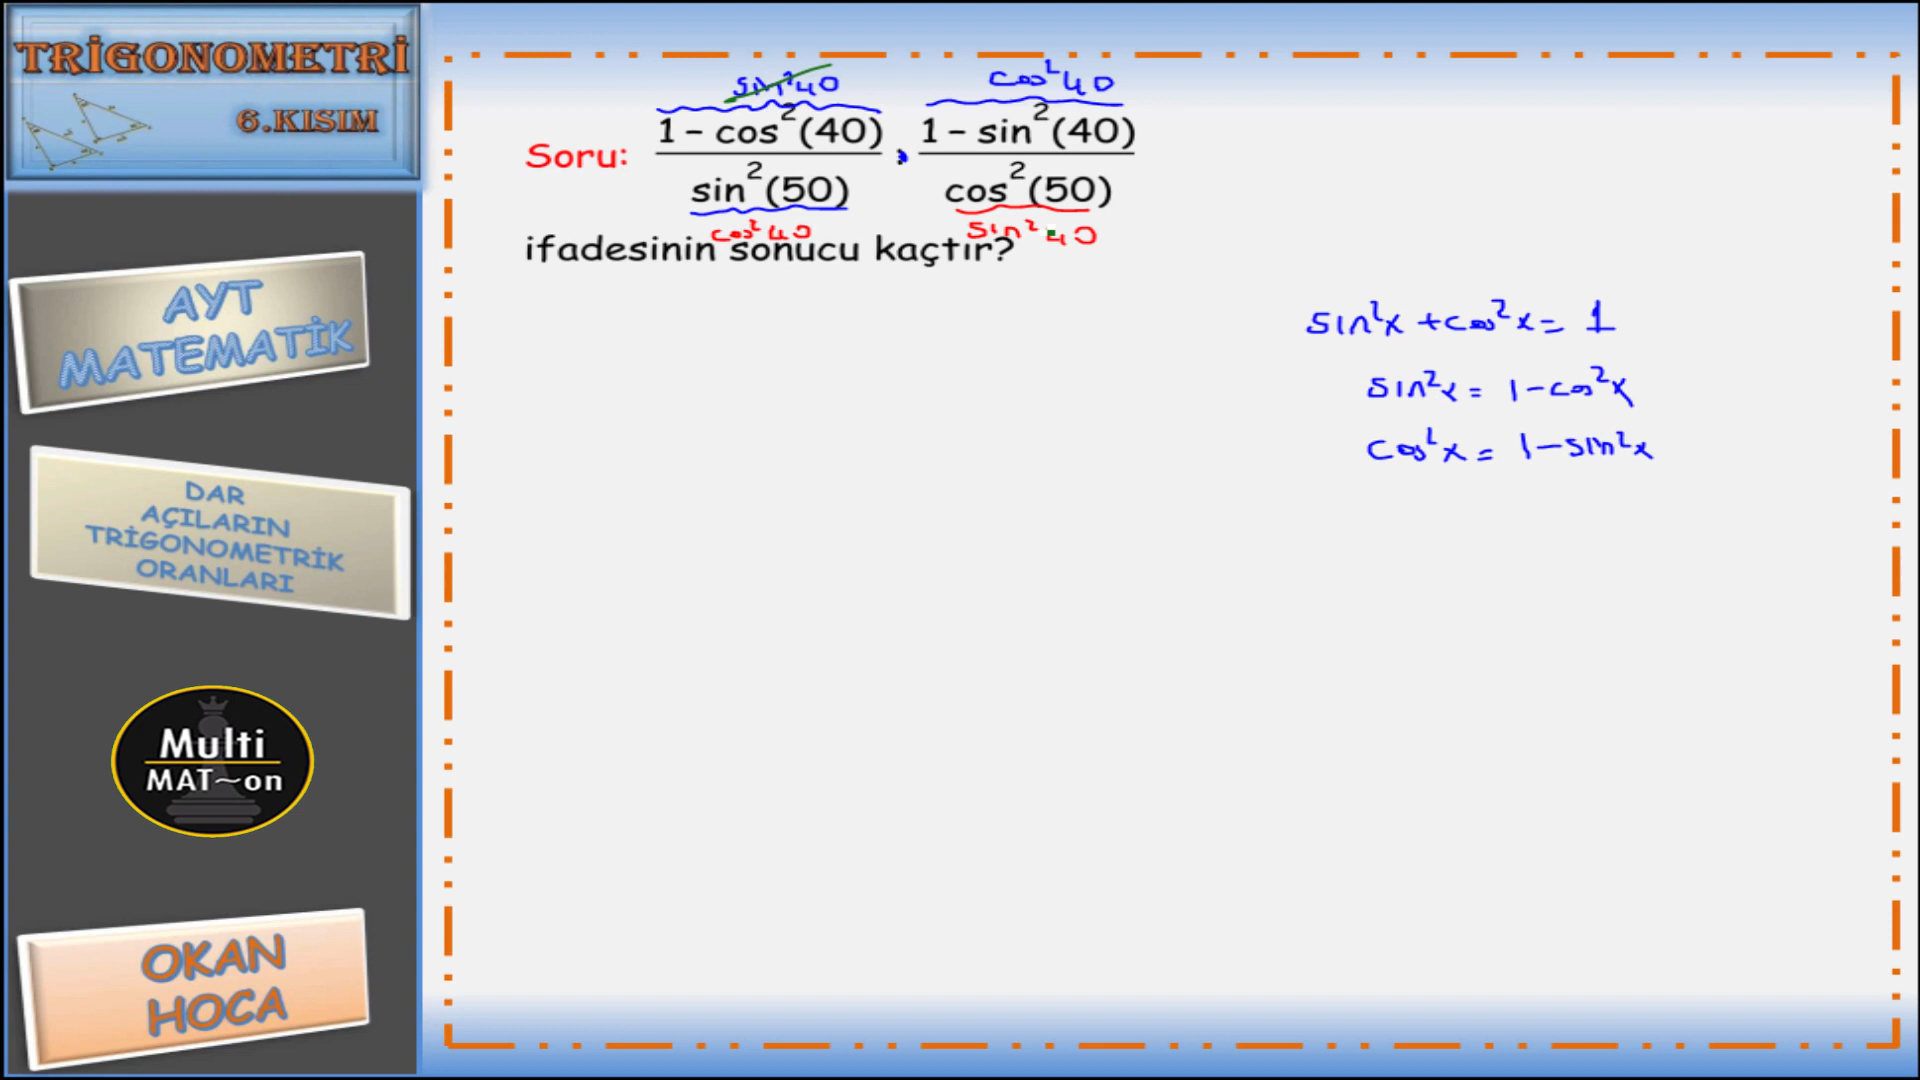 TRİGONOMETRİ
6.KISIM
AYT
MATEMATİK
DAR
AÇILARIN
TRİGONOMETRİK
ORANLARI
Multi
MAT~on
OKAN
HOCA
sin²40 cos²40
1 - cos²(40) 1 - sin²(40)
Soru: .
sin²(50) cos²(50)
cos²40 sin²40
ifadesinin sonucu kaçtır?
sin²x + cos²x = 1
sin²x = 1 - cos²x
cos²x = 1 - sin²x